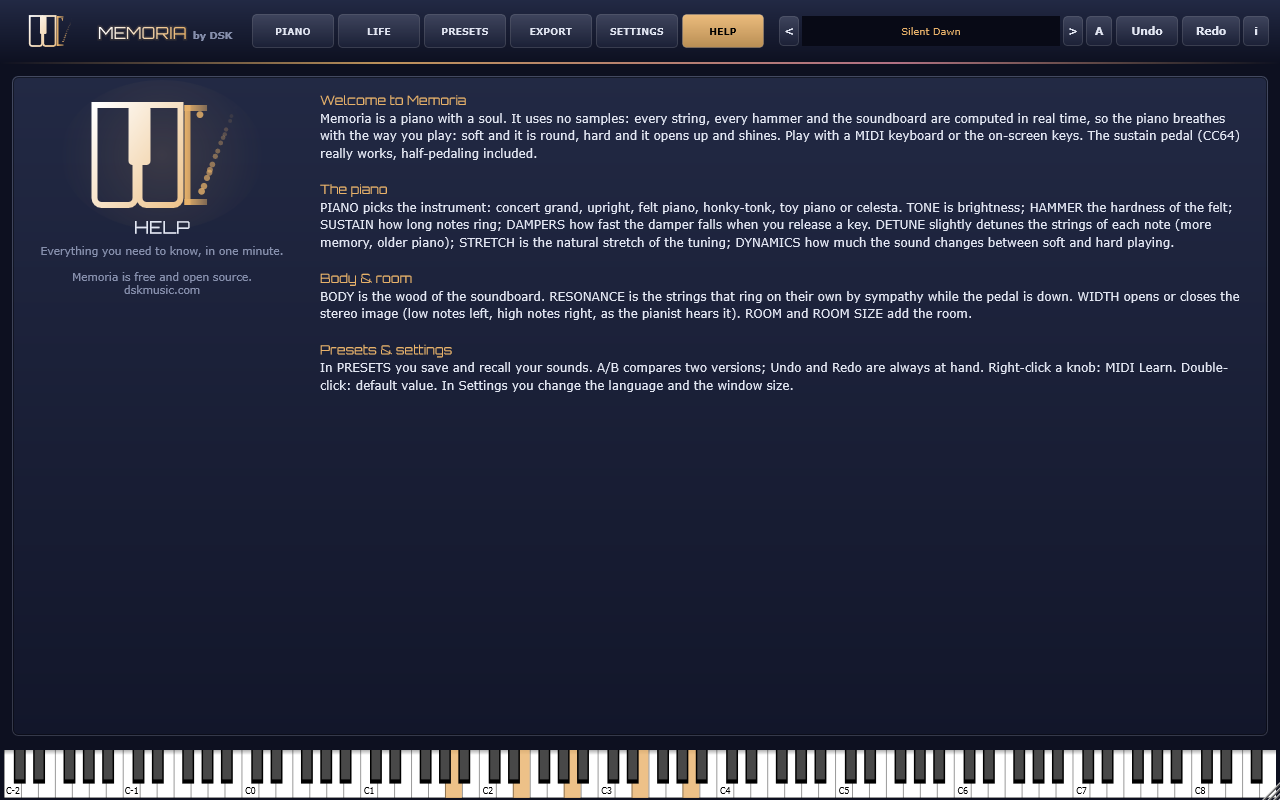 MEMORIA by DSK
PIANO
LIFE
PRESETS
EXPORT
SETTINGS
HELP
<
Silent Dawn
>
A
Undo
Redo
i
HELP
Everything you need to know, in one minute.
Memoria is free and open source.
dskmusic.com
Welcome to Memoria
Memoria is a piano with a soul. It uses no samples: every string, every hammer and the soundboard are computed in real time, so the piano breathes
with the way you play: soft and it is round, hard and it opens up and shines. Play with a MIDI keyboard or the on-screen keys. The sustain pedal (CC64)
really works, half-pedaling included.
The piano
PIANO picks the instrument: concert grand, upright, felt piano, honky-tonk, toy piano or celesta. TONE is brightness; HAMMER the hardness of the felt;
SUSTAIN how long notes ring; DAMPERS how fast the damper falls when you release a key. DETUNE slightly detunes the strings of each note (more
memory, older piano); STRETCH is the natural stretch of the tuning; DYNAMICS how much the sound changes between soft and hard playing.
Body & room
BODY is the wood of the soundboard. RESONANCE is the strings that ring on their own by sympathy while the pedal is down. WIDTH opens or closes the
stereo image (low notes left, high notes right, as the pianist hears it). ROOM and ROOM SIZE add the room.
Presets & settings
In PRESETS you save and recall your sounds. A/B compares two versions; Undo and Redo are always at hand. Right-click a knob: MIDI Learn. Double-
click: default value. In Settings you change the language and the window size.
C-2
C-1
C0
C1
C2
C3
C4
C5
C6
C7
C8